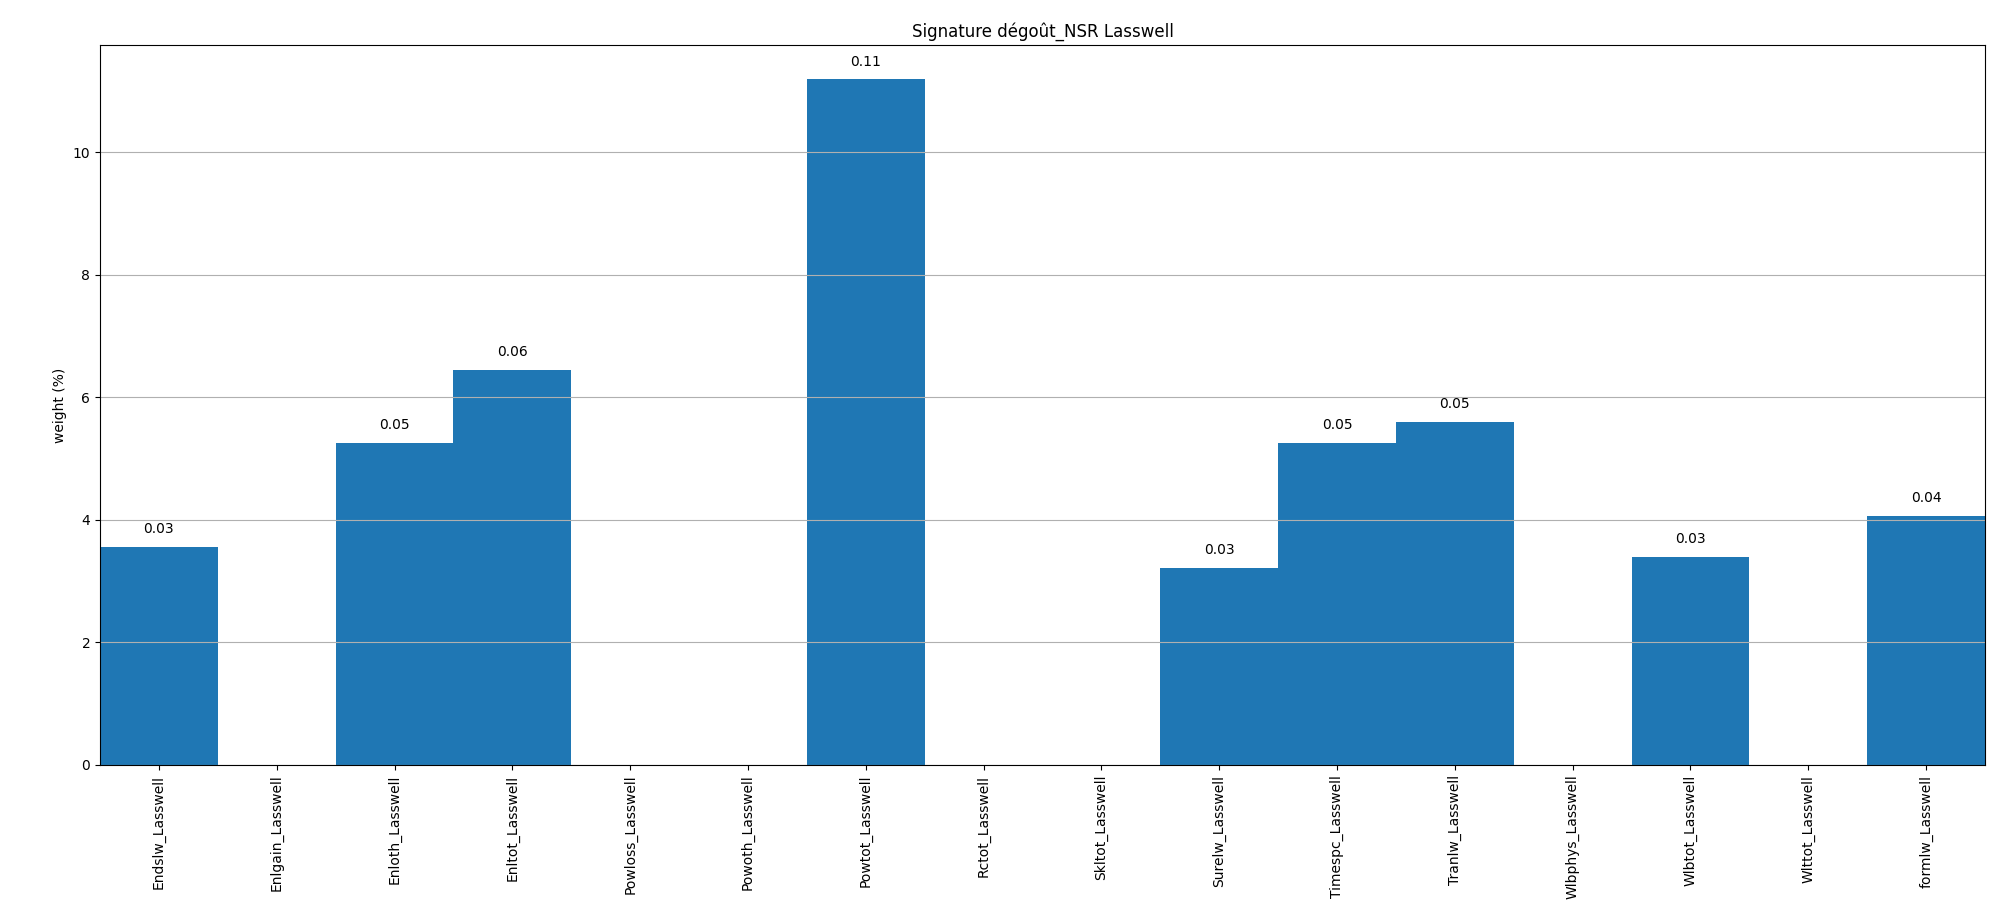 Signature dégoût_NSR Lasswell
weight (%)
10
8
6
4
2
0
0.03
0.05
0.06
0.11
0.03
0.05
0.05
0.03
0.04
Endslw_Lasswell
Enlgain_Lasswell
Enloth_Lasswell
Enltot_Lasswell
Powloss_Lasswell
Powoth_Lasswell
Powtot_Lasswell
Rctot_Lasswell
Skltot_Lasswell
Surelw_Lasswell
Timespc_Lasswell
Tranlw_Lasswell
Wlbphys_Lasswell
Wlbtot_Lasswell
Wlttot_Lasswell
formlw_Lasswell